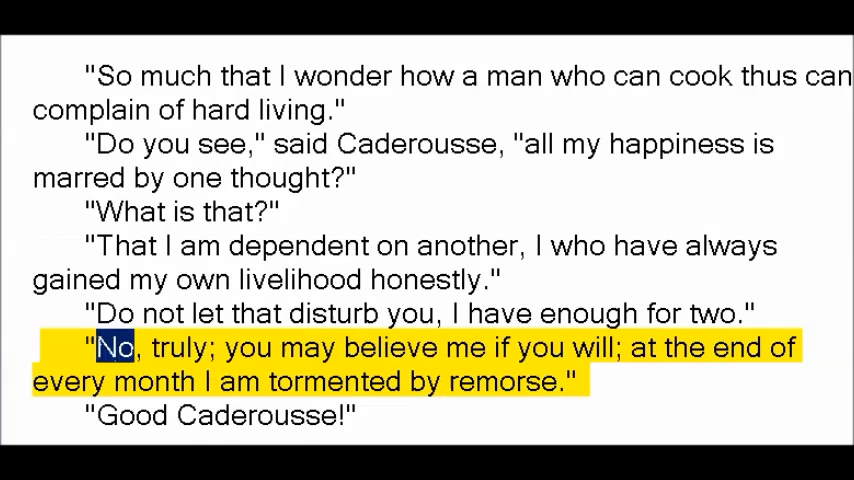 "So much that I wonder how a man who can cook thus can
complain of hard living."
"Do you see," said Caderousse, "all my happiness is
marred by one thought?"
"What is that?"
"That I am dependent on another, I who have always
gained my own livelihood honestly."
"Do not let that disturb you, I have enough for two."
"No, truly; you may believe me if you will; at the end of
every month I am tormented by remorse."
"Good Caderousse!"